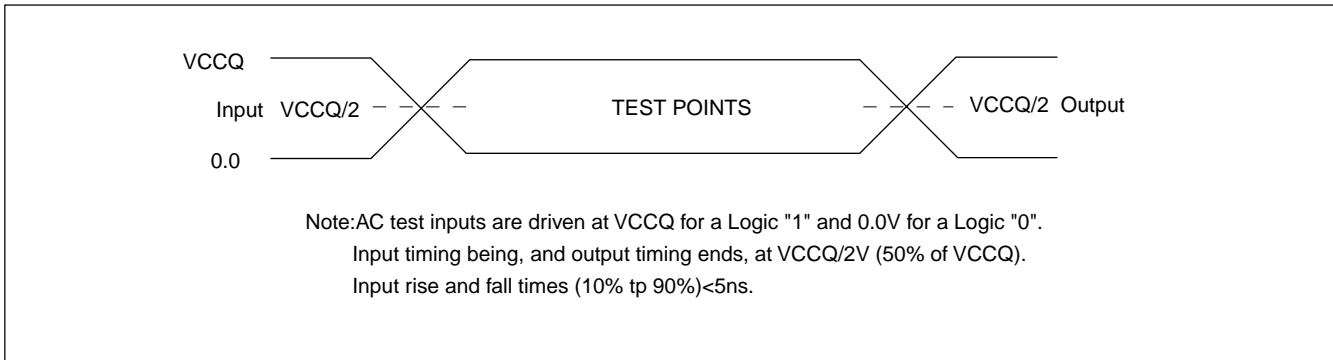 VCCQ
Input VCCQ/2 TEST POINTS VCCQ/2 Output
0.0
Note:AC test inputs are driven at VCCQ for a Logic "1" and 0.0V for a Logic "0".
Input timing being, and output timing ends, at VCCQ/2V (50% of VCCQ).
Input rise and fall times (10% tp 90%)<5ns.